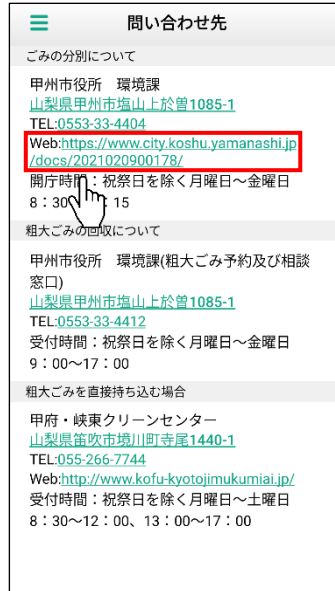 問い合わせ先
ごみの分別について
甲州市役所　環境課
山梨県甲州市塩山上於曽1085-1
TEL:0553-33-4404
Web:https://www.city.koshu.yamanashi.jp
/docs/2021020900178/
開庁時間：祝祭日を除く月曜日～金曜日
8：30 15
粗大ごみの回収について
甲州市役所　環境課(粗大ごみ予約及び相談
窓口)
山梨県甲州市塩山上於曽1085-1
TEL:0553-33-4412
受付時間：祝祭日を除く月曜日～金曜日
9：00～17：00
粗大ごみを直接持ち込む場合
甲府・峡東クリーンセンター
山梨県笛吹市境川町寺尾1440-1
TEL:055-266-7744
Web:http://www.kofu-kyotojimukumiai.jp/
受付時間：祝祭日を除く月曜日～土曜日
8：30～12：00、13：00～17：00